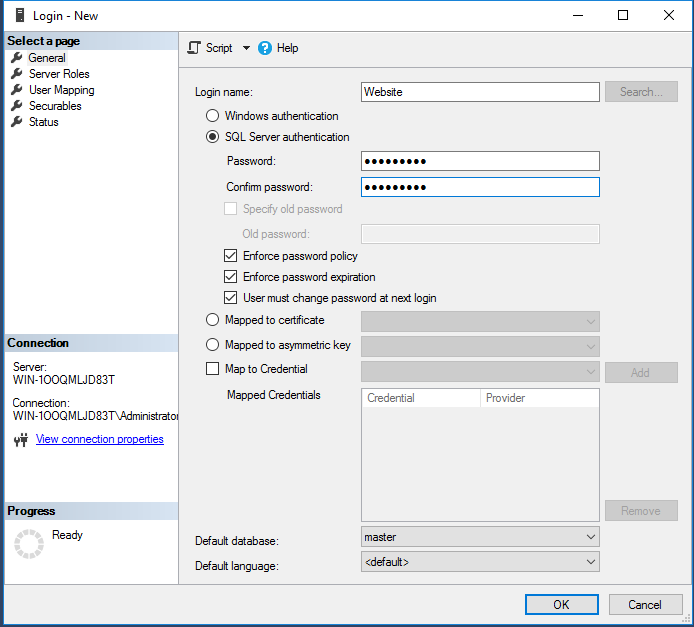 Login - New
Select a page
General
Server Roles
User Mapping
Securables
Status
Connection
Server:
WIN-1OOQMLJD83T
Connection:
WIN-1OOQMLJD83T\Administrator
View connection properties
Progress
Ready
Script
Help
Login name: Website Search...
Windows authentication
SQL Server authentication
Password: ●●●●●●●●●
Confirm password: ●●●●●●●●●
Specify old password
Old password:
Enforce password policy
Enforce password expiration
User must change password at next login
Mapped to certificate
Mapped to asymmetric key
Map to Credential Add
Mapped Credentials Credential Provider
Remove
Default database: master
Default language: <default>
OK Cancel